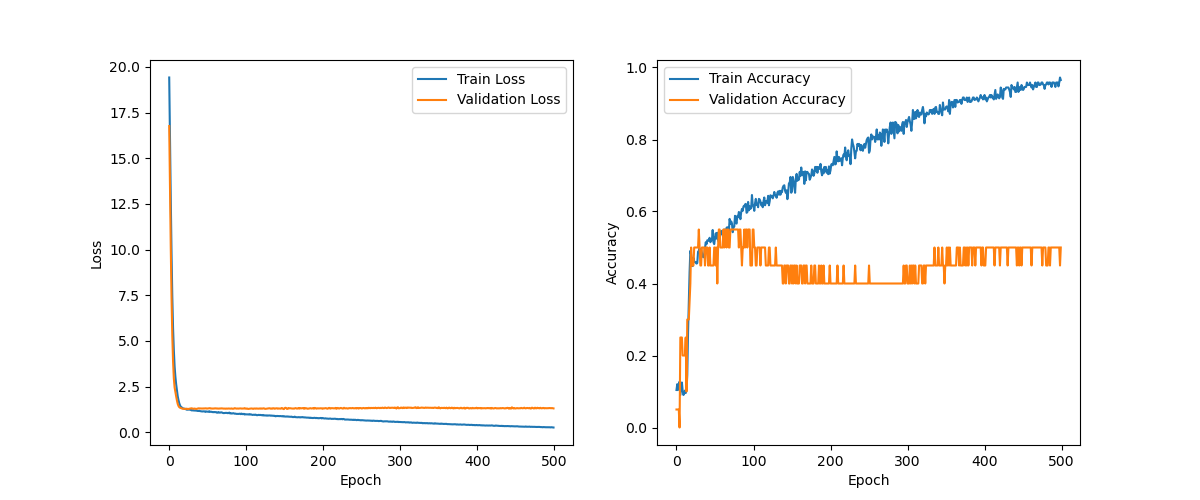 20.0
17.5
15.0
12.5
10.0
7.5
5.0
2.5
0.0
Loss
0 100 200 300 400 500
Epoch
Train Loss
Validation Loss
1.0
0.8
0.6
0.4
0.2
0.0
Accuracy
0 100 200 300 400 500
Epoch
Train Accuracy
Validation Accuracy